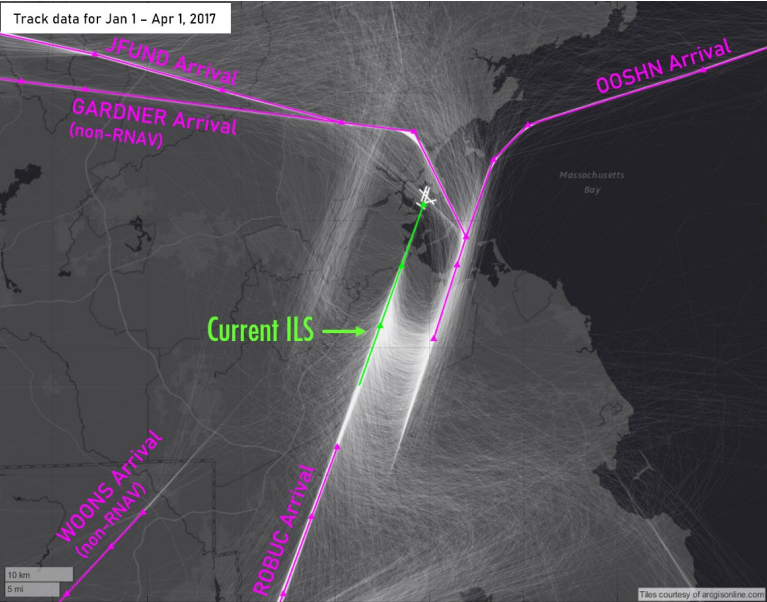 Track data for Jan 1 – Apr 1, 2017
JFUND Arrival
OOSHN Arrival
GARDNER Arrival
(non-RNAV)
Massachusetts
Bay
Current ILS
WOONS Arrival
(non-RNAV)
ROBUC Arrival
10 km
5 mi
Tiles courtesy of arcgisonline.com